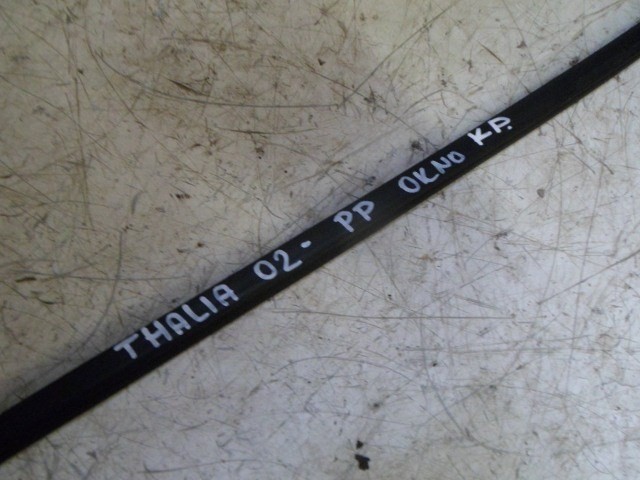 THALIA 02- PP OKNO KP.